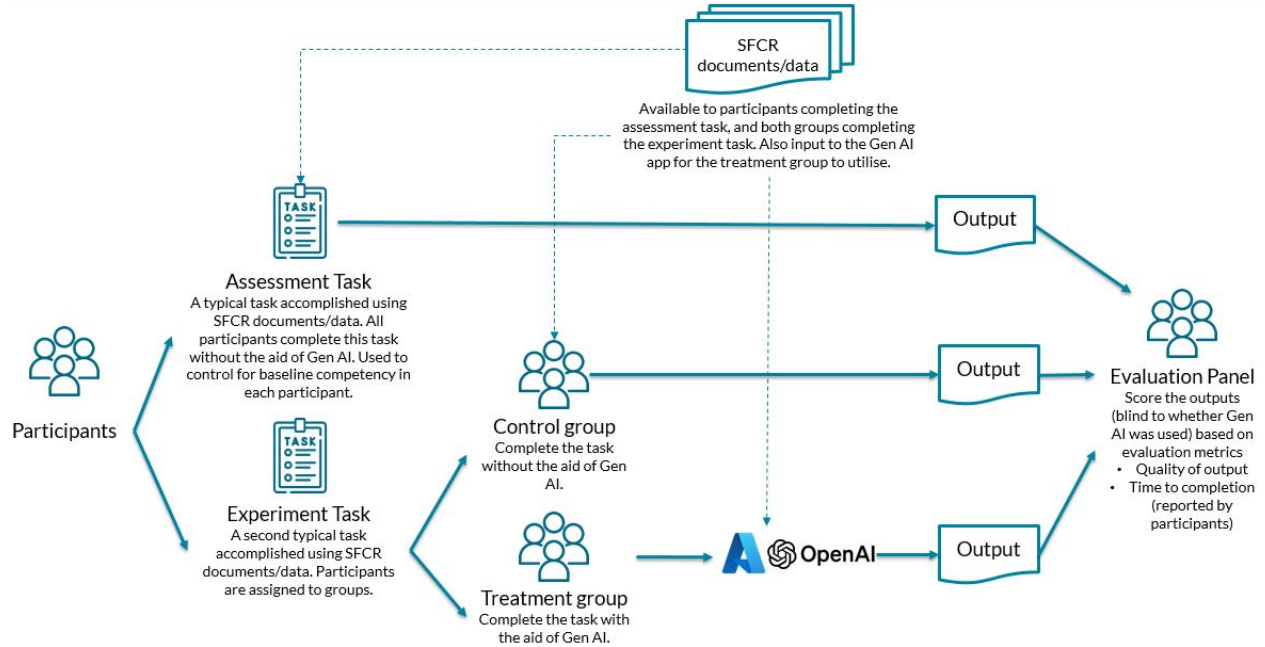 SFCR
documents/data
Available to participants completing the
assessment task, and both groups completing
the experiment task. Also input to the Gen AI
app for the treatment group to utilise.
TASK
Assessment Task
A typical task accomplished using
SFCR documents/data. All
participants complete this task
without the aid of Gen AI. Used to
control for baseline competency in
each participant.
Output
Participants
TASK
Experiment Task
A second typical task
accomplished using SFCR
documents/data. Participants
are assigned to groups.
Control group
Complete the task
without the aid of Gen
AI.
Output
Treatment group
Complete the task with
the aid of Gen AI.
OpenAI
Output
Evaluation Panel
Score the outputs
(blind to whether Gen
AI was used) based on
evaluation metrics
• Quality of output
• Time to completion
(reported by
participants)